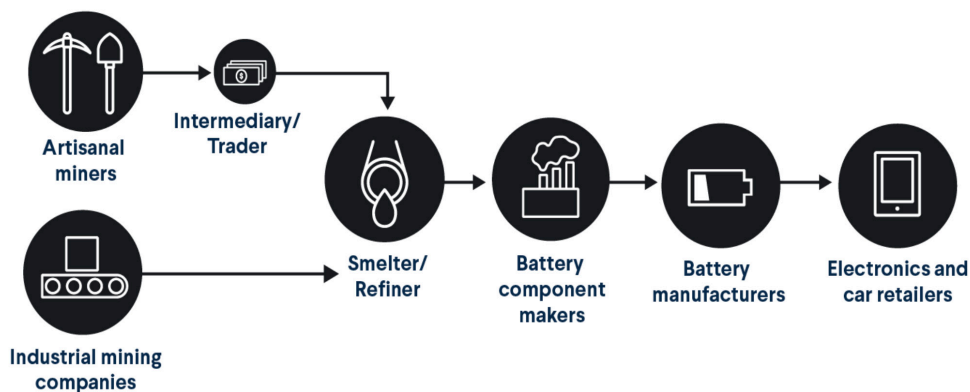 Artisanal
miners
Intermediary/
Trader
Industrial mining
companies
Smelter/
Refiner
Battery
component
makers
Battery
manufacturers
Electronics and
car retailers